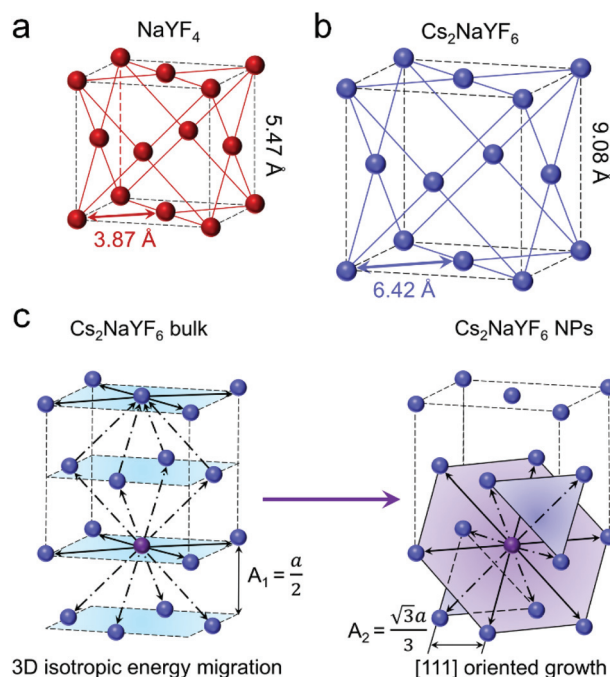 a
NaYF₄
5.47 Å
3.87 Å
b
Cs₂NaYF₆
9.08 Å
6.42 Å
c
Cs₂NaYF₆ bulk
Cs₂NaYF₆ NPs
A₁ = a/2
A₂ = √3a/3
3D isotropic energy migration
[111] oriented growth